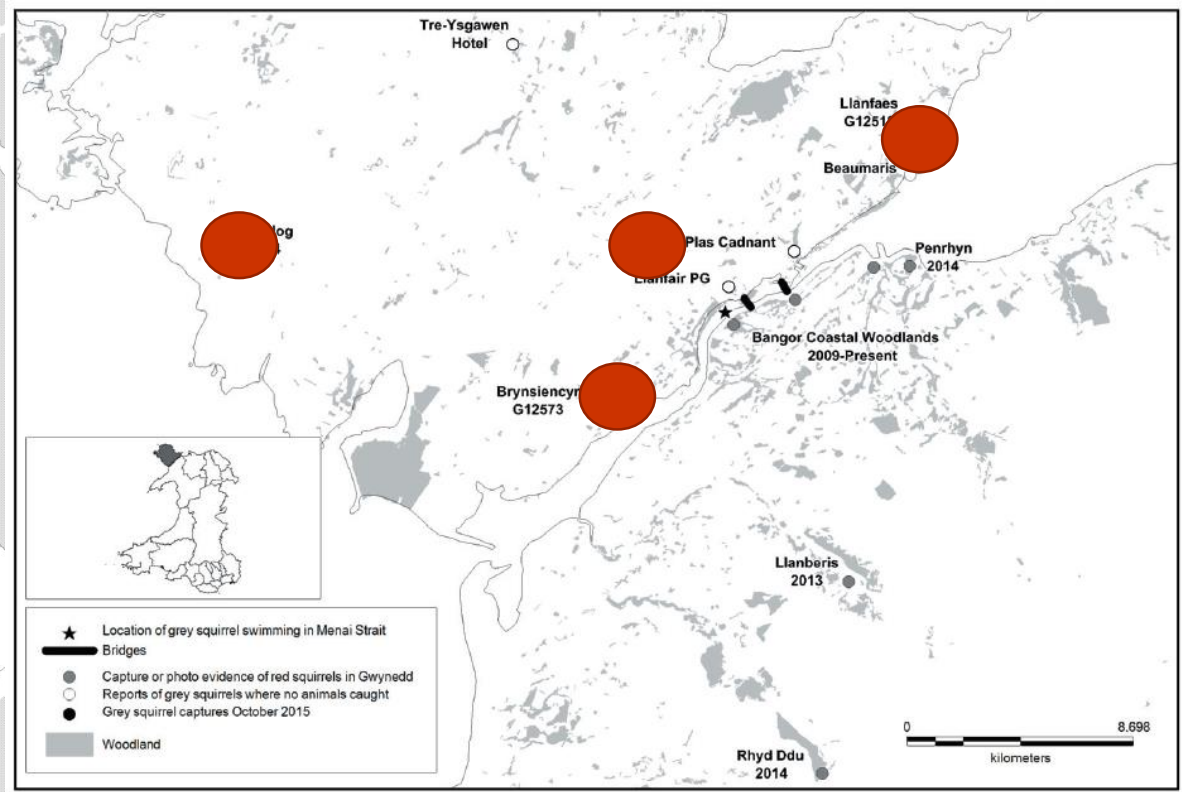 Tre-Ysgawen
Hotel
Llanfaes
Beaumaris
Plas Cadnant
Penrhyn
2014
Llanfair PG
Bangor Coastal Woodlands
2009-Present
Brynsiencyn
G12573
Llanberis
2013
Rhyd Ddu
2014
Location of grey squirrel swimming in Menai Strait
Bridges
Capture or photo evidence of red squirrels in Gwynedd
Reports of grey squirrels where no animals caught
Grey squirrel captures October 2015
Woodland
0 8.698
kilometers